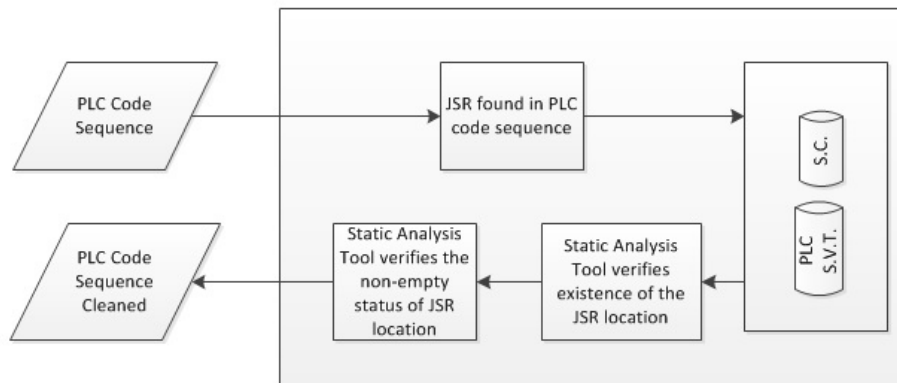 PLC Code
Sequence
JSR found in PLC
code sequence
S.C.
PLC
S.V.T.
Static Analysis
Tool verifies
existence of the
JSR location
Static Analysis
Tool verifies the
non-empty
status of JSR
location
PLC Code
Sequence
Cleaned